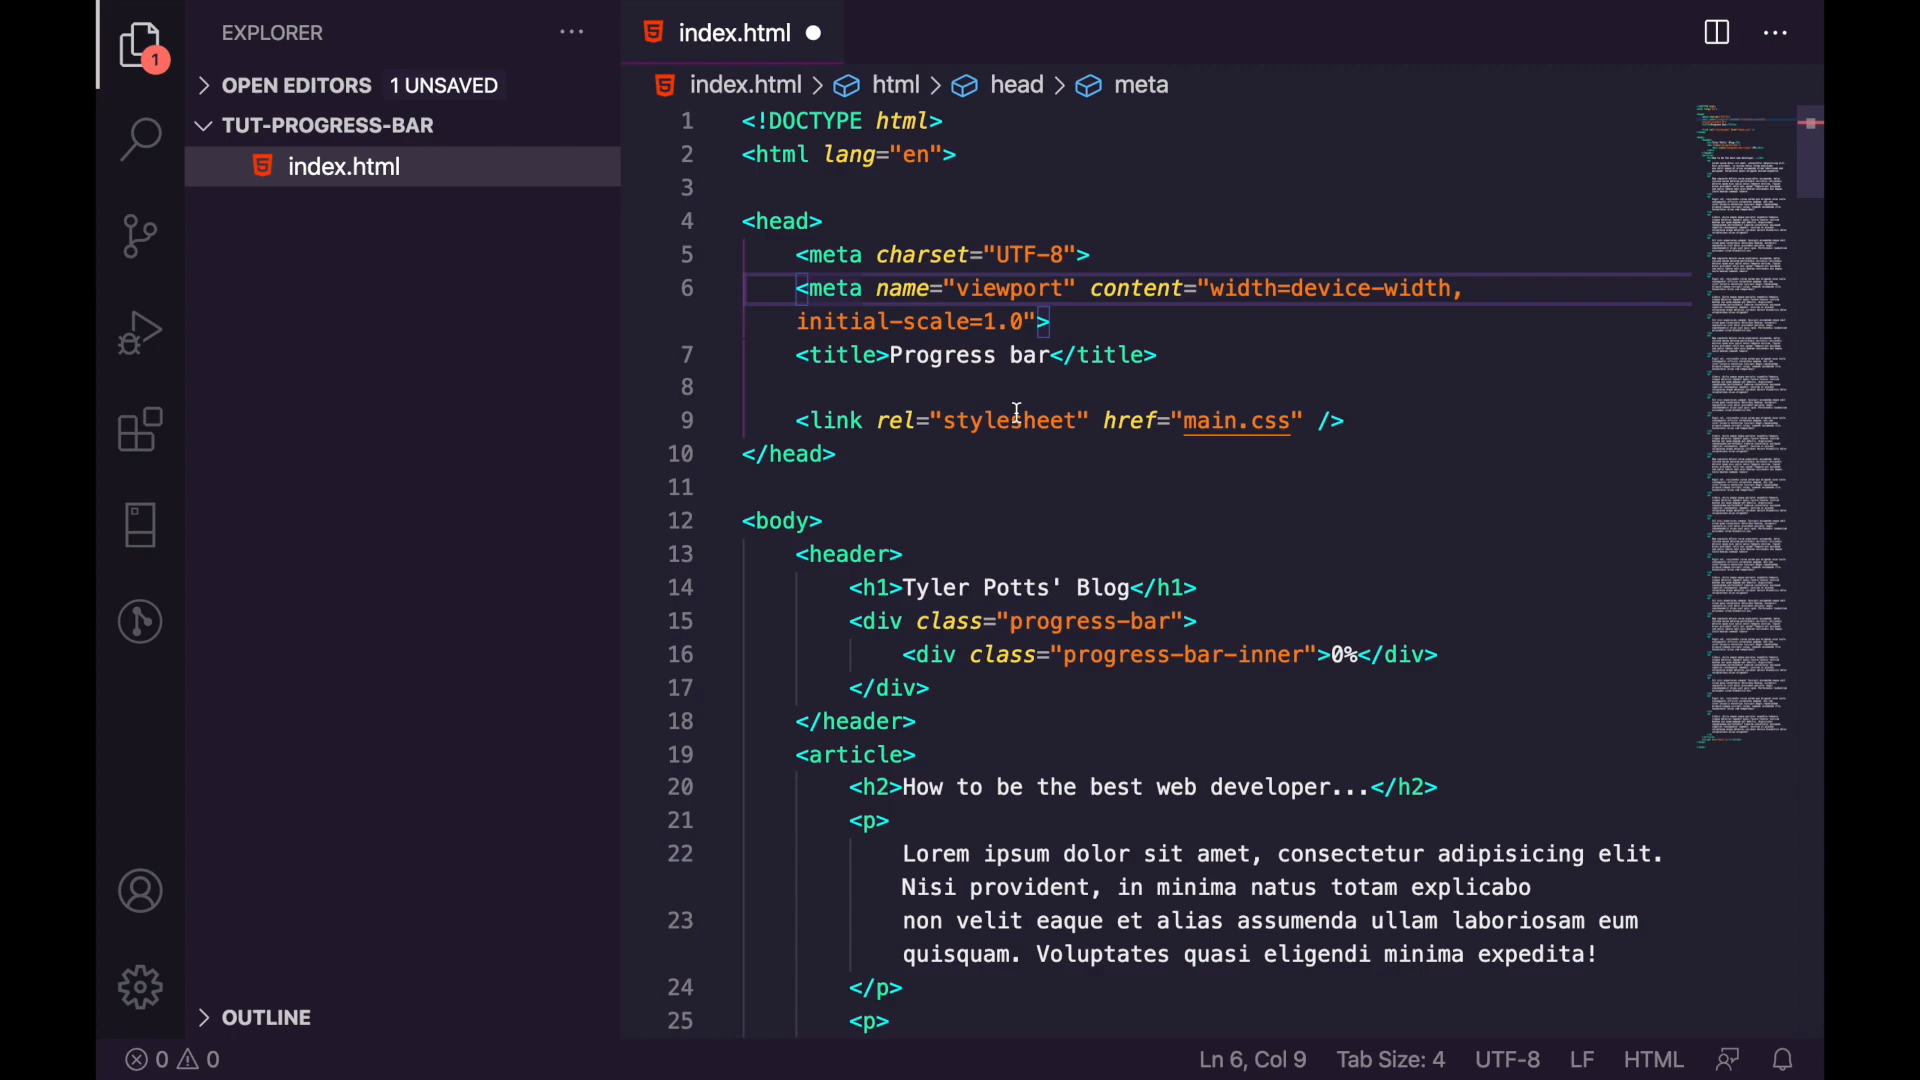 EXPLORER
1
OPEN EDITORS 1 UNSAVED
TUT-PROGRESS-BAR
index.html
OUTLINE
index.html
index.html > html > head > meta
1 <!DOCTYPE html>
2 <html lang="en">
3
4 <head>
5 <meta charset="UTF-8">
6 <meta name="viewport" content="width=device-width,
initial-scale=1.0">
7 <title>Progress bar</title>
8
9 <link rel="stylesheet" href="main.css" />
10 </head>
11
12 <body>
13 <header>
14 <h1>Tyler Potts' Blog</h1>
15 <div class="progress-bar">
16 <div class="progress-bar-inner">0%</div>
17 </div>
18 </header>
19 <article>
20 <h2>How to be the best web developer...</h2>
21 <p>
22 Lorem ipsum dolor sit amet, consectetur adipisicing elit.
Nisi provident, in minima natus totam explicabo
23 non velit eaque et alias assumenda ullam laboriosam eum
quisquam. Voluptates quasi eligendi minima expedita!
24 </p>
25 <p>
0 0 Ln 6, Col 9 Tab Size: 4 UTF-8 LF HTML